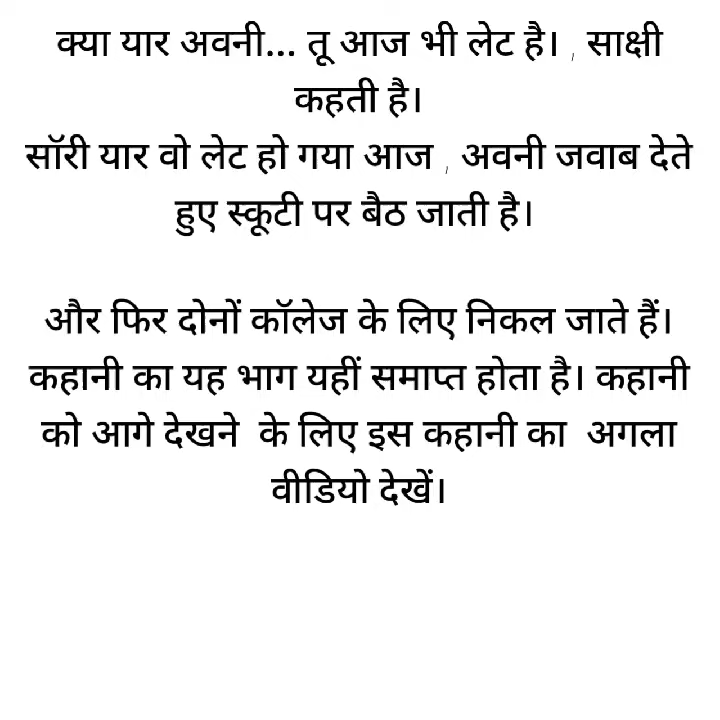 क्या यार अवनी... तू आज भी लेट है। , साक्षी
कहती है।
सॉरी यार वो लेट हो गया आज , अवनी जवाब देते
हुए स्कूटी पर बैठ जाती है।
और फिर दोनों कॉलेज के लिए निकल जाते हैं।
कहानी का यह भाग यहीं समाप्त होता है। कहानी
को आगे देखने  के लिए इस कहानी का  अगला
वीडियो देखें।